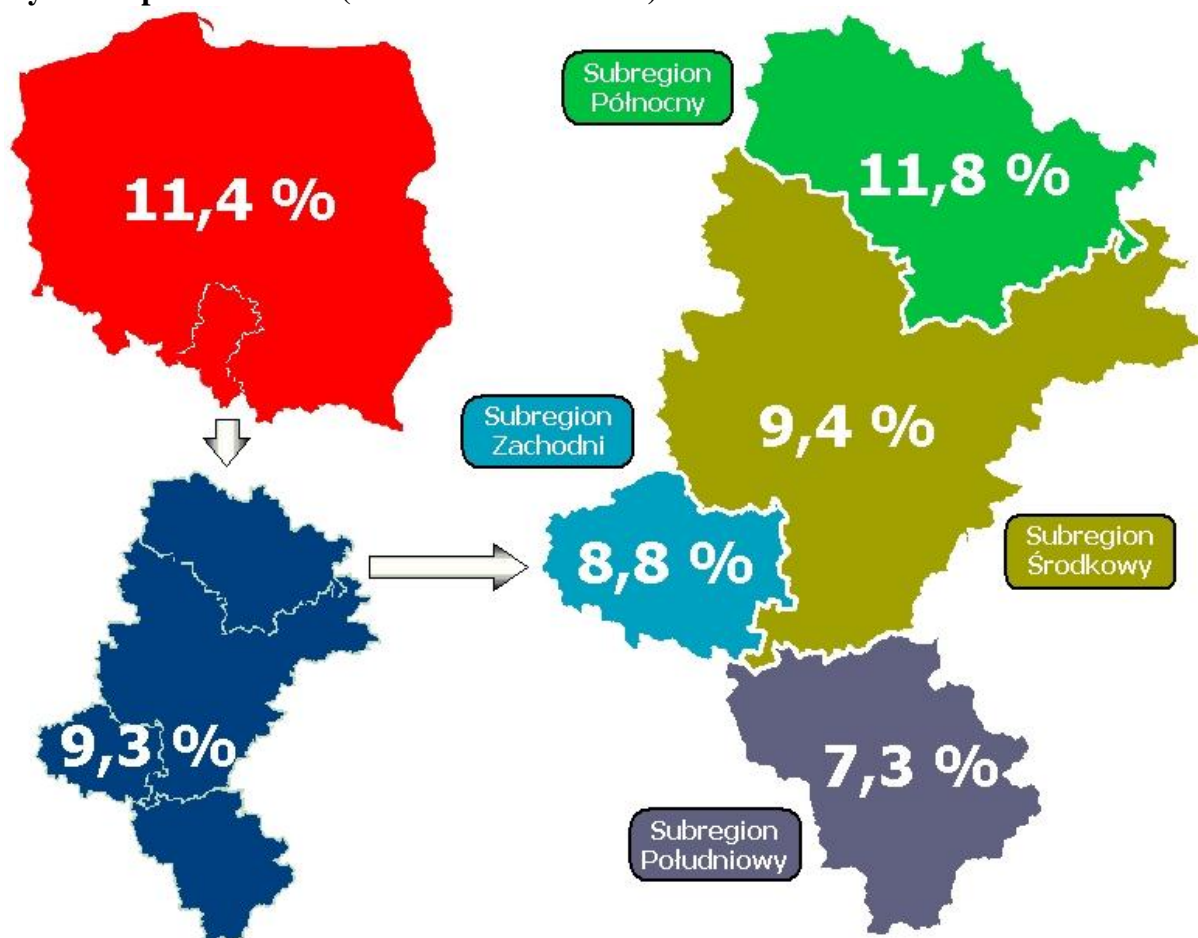 11,4 %
Subregion
Północny
11,8 %
Subregion
Zachodni
9,4 %
8,8 %
Subregion
Środkowy
9,3 %
7,3 %
Subregion
Południowy